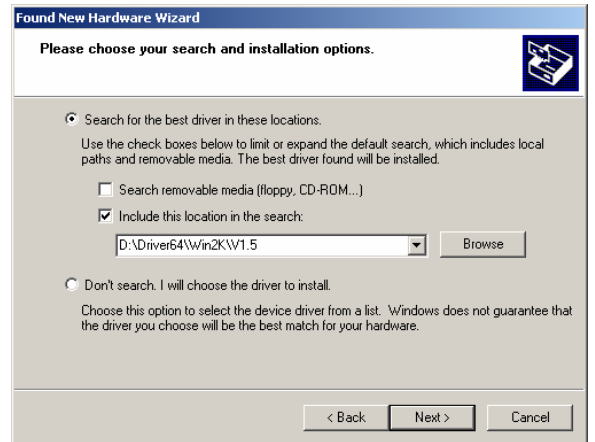 Found New Hardware Wizard
Please choose your search and installation options.
Search for the best driver in these locations.
Use the check boxes below to limit or expand the default search, which includes local
paths and removable media. The best driver found will be installed.
Search removable media (floppy, CD-ROM...)
Include this location in the search:
D:\Driver64\Win2K\V1.5
Browse
Don't search. I will choose the driver to install.
Choose this option to select the device driver from a list. Windows does not guarantee that
the driver you choose will be the best match for your hardware.
< Back Next > Cancel